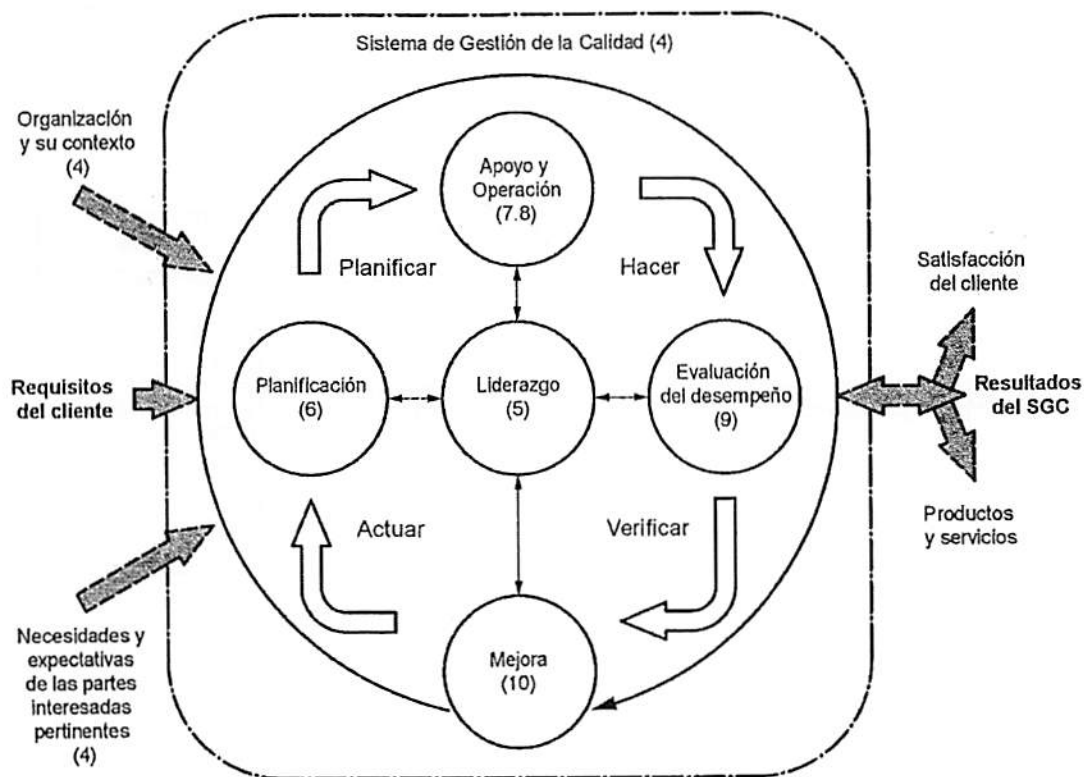 Sistema de Gestión de la Calidad (4)
Organización
y su contexto
(4)
Apoyo y
Operación
(7.8)
Planificar
Hacer
Satisfacción
del cliente
Requisitos
del cliente
Planificación
(6)
Liderazgo
(5)
Evaluación
del desempeño
(9)
Resultados
del SGC
Actuar
Verificar
Productos
y servicios
Necesidades y
expectativas
de las partes
interesadas
pertinentes
(4)
Mejora
(10)